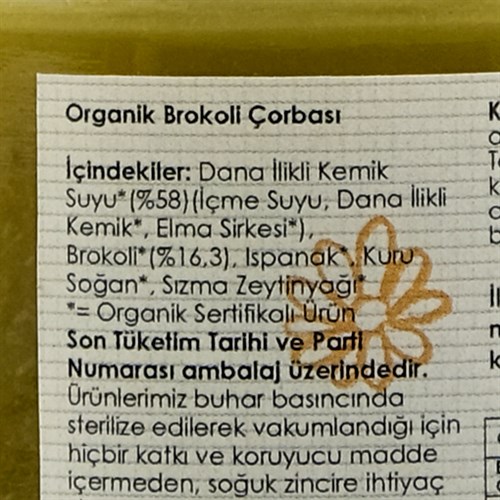 Organik Brokoli Çorbası
İçindekiler: Dana İlikli Kemik
Suyu*(%58)(İçme Suyu, Dana İlikli
Kemik*, Elma Sirkesi*),
Brokoli*(%16,3), Ispanak*, Kuru
Soğan*, Sızma Zeytinyağı*
*= Organik Sertifikalı Ürün
Son Tüketim Tarihi ve Parti
Numarası ambalaj üzerindedir.
Ürünlerimiz buhar basıncında
sterilize edilerek vakumlandığı için
hiçbir katkı ve koruyucu madde
içermeden, soğuk zincire ihtiyaç